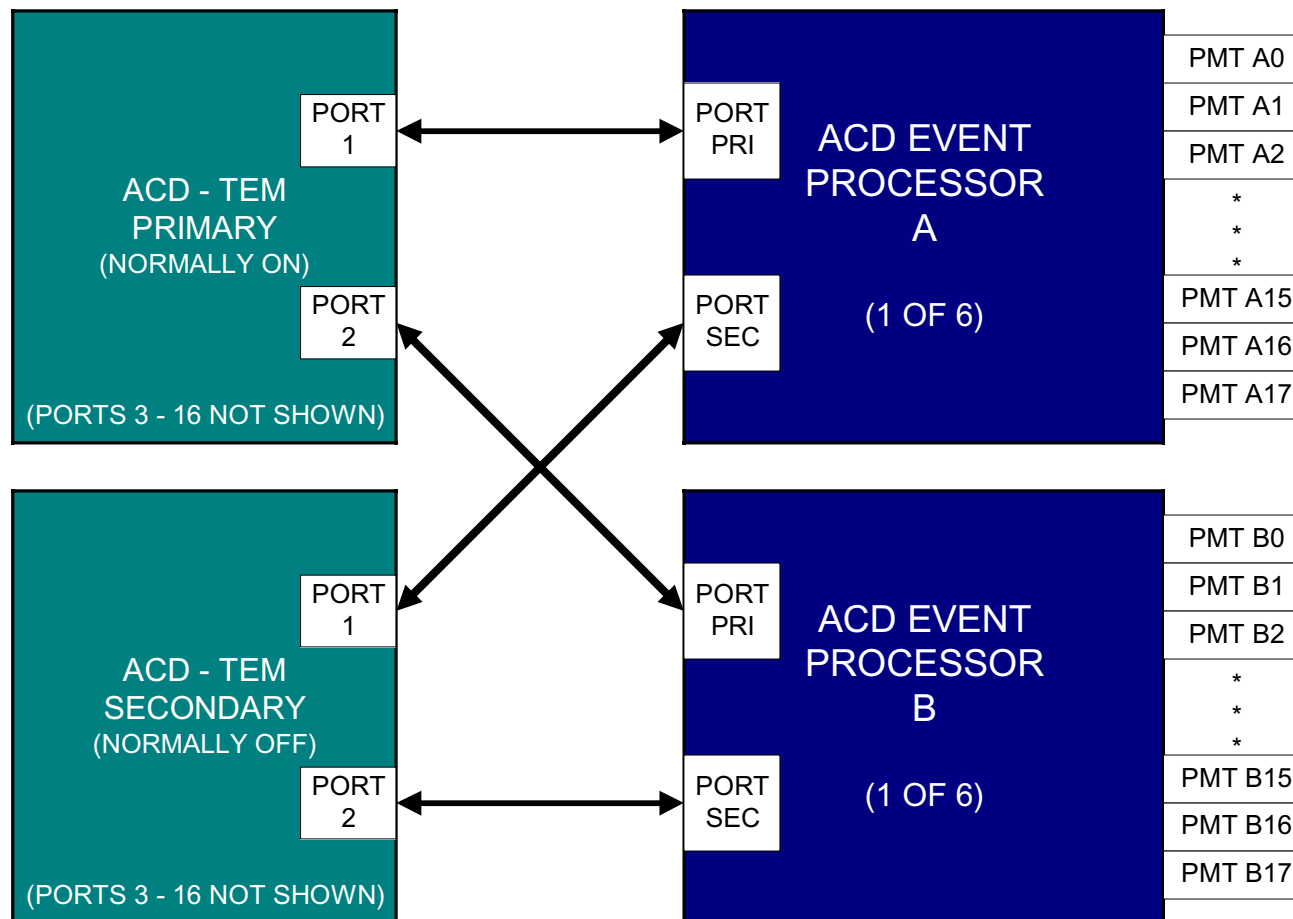 ACD - TEM
PRIMARY
(NORMALLY ON)
PORT
1
PORT
2
(PORTS 3 - 16 NOT SHOWN)
PORT
PRI
PORT
SEC
ACD EVENT
PROCESSOR
A
(1 OF 6)
PMT A0
PMT A1
PMT A2
*
*
*
PMT A15
PMT A16
PMT A17
ACD - TEM
SECONDARY
(NORMALLY OFF)
PORT
1
PORT
2
(PORTS 3 - 16 NOT SHOWN)
PORT
PRI
PORT
SEC
ACD EVENT
PROCESSOR
B
(1 OF 6)
PMT B0
PMT B1
PMT B2
*
*
*
PMT B15
PMT B16
PMT B17